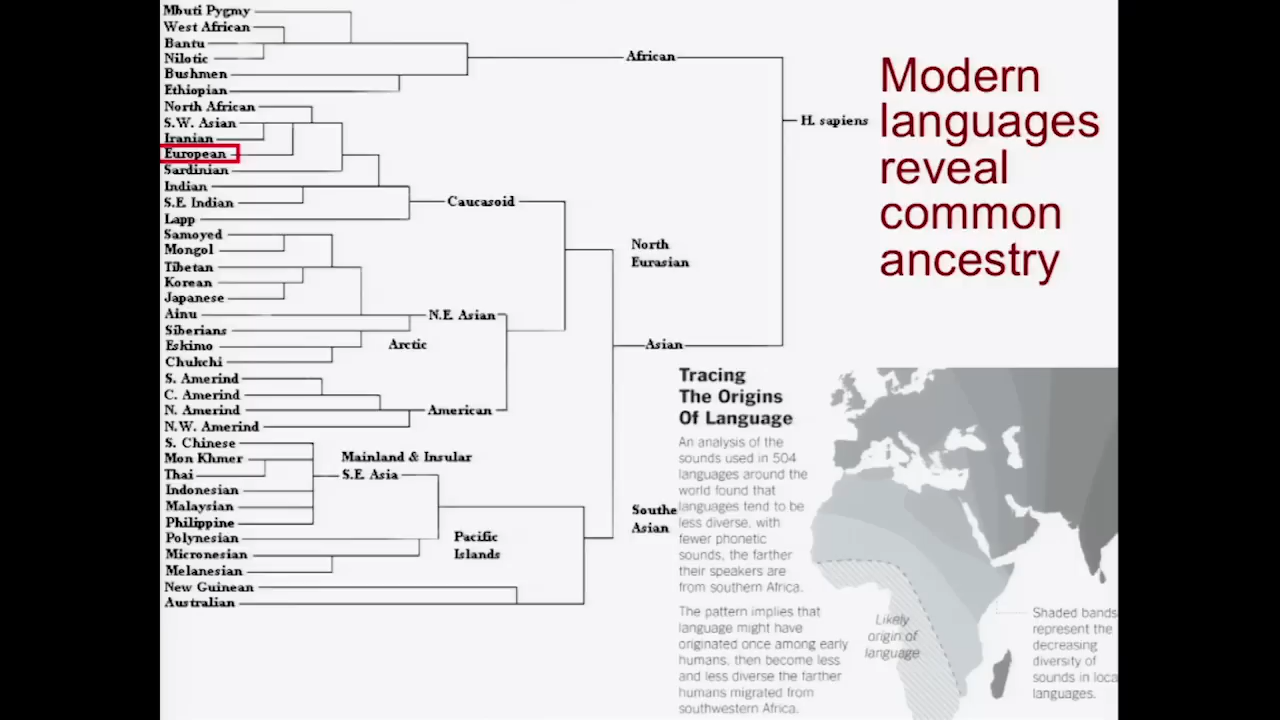 Mbuti Pygmy
West African
Bantu
Nilotic
Bushmen
Ethiopian
North African
S.W. Asian
Iranian
European
Sardinian
Indian
S.E. Indian
Lapp
Samoyed
Mongol
Tibetan
Korean
Japanese
Ainu
Siberians
Eskimo
Chukchi
S. Amerind
C. Amerind
N. Amerind
N.W. Amerind
S. Chinese
Mon Khmer
Thai
Indonesian
Malaysian
Philippine
Polynesian
Micronesian
Melanesian
New Guinean
Australian
African
H. sapiens
Caucasoid
North
Eurasian
N.E. Asian
Arctic
Asian
American
Mainland & Insular
S.E. Asia
Southe
Asian
Pacific
Islands
Modern
languages
reveal
common
ancestry
Tracing
The Origins
Of Language
An analysis of the
sounds used in 504
languages around the
world found that
languages tend to be
less diverse, with
fewer phonetic
sounds, the farther
their speakers are
from southern Africa.
The pattern implies that
language might have
originated once among early
humans, then become less
and less diverse the farther
humans migrated from
southwestern Africa.
Likely
origin of
language
Shaded bands
represent the
decreasing
diversity of
sounds in loca
languages.